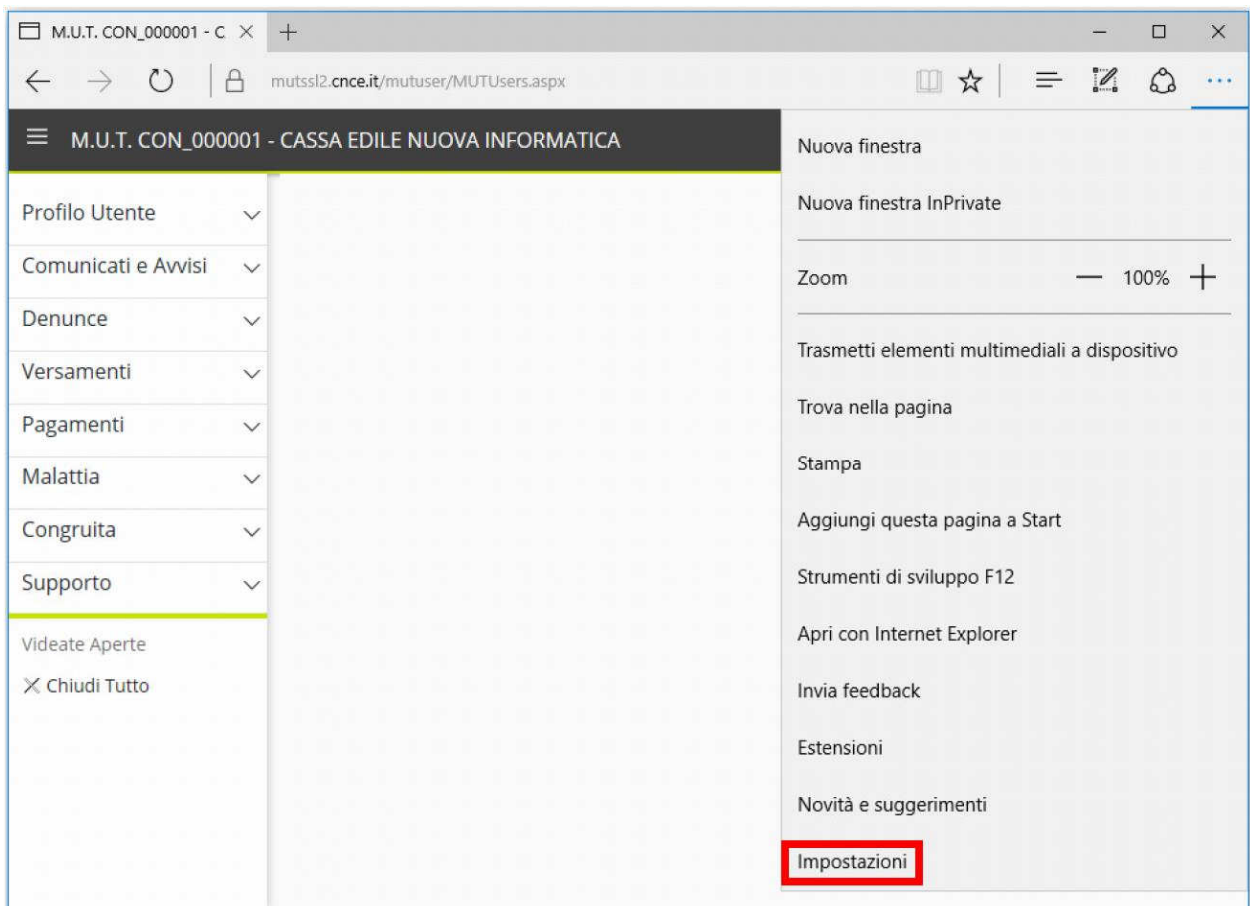 M.U.T. CON_000001 - C
mutssl2.cnce.it/mutuser/MUTUsers.aspx
M.U.T. CON_000001 - CASSA EDILE NUOVA INFORMATICA
Profilo Utente
Comunicati e Avvisi
Denunce
Versamenti
Pagamenti
Malattia
Congruita
Supporto
Videate Aperte
Chiudi Tutto
Nuova finestra
Nuova finestra InPrivate
Zoom 100%
Trasmetti elementi multimediali a dispositivo
Trova nella pagina
Stampa
Aggiungi questa pagina a Start
Strumenti di sviluppo F12
Apri con Internet Explorer
Invia feedback
Estensioni
Novità e suggerimenti
Impostazioni